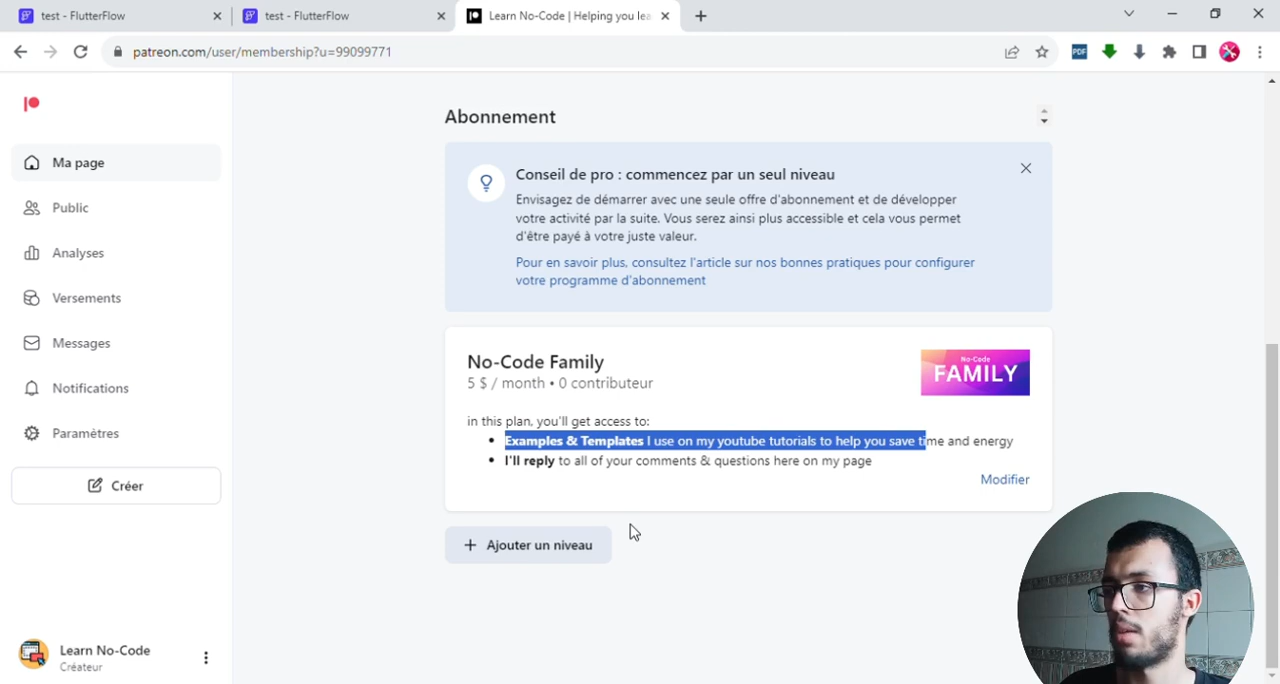 test - FlutterFlow
test - FlutterFlow
Learn No-Code | Helping you lea
patreon.com/user/membership?u=99099771
PDF
Ma page
Public
Analyses
Versements
Messages
Notifications
Paramètres
Créer
Learn No-Code
Créateur
Abonnement
Conseil de pro : commencez par un seul niveau
Envisagez de démarrer avec une seule offre d'abonnement et de développer
votre activité par la suite. Vous serez ainsi plus accessible et cela vous permet
d'être payé à votre juste valeur.
Pour en savoir plus, consultez l'article sur nos bonnes pratiques pour configurer
votre programme d'abonnement
No-Code Family
5 $ / month • 0 contributeur
No-Code
FAMILY
in this plan, you'll get access to:
• Examples & Templates I use on my youtube tutorials to help you save time and energy
• I'll reply to all of your comments & questions here on my page
Modifier
+ Ajouter un niveau